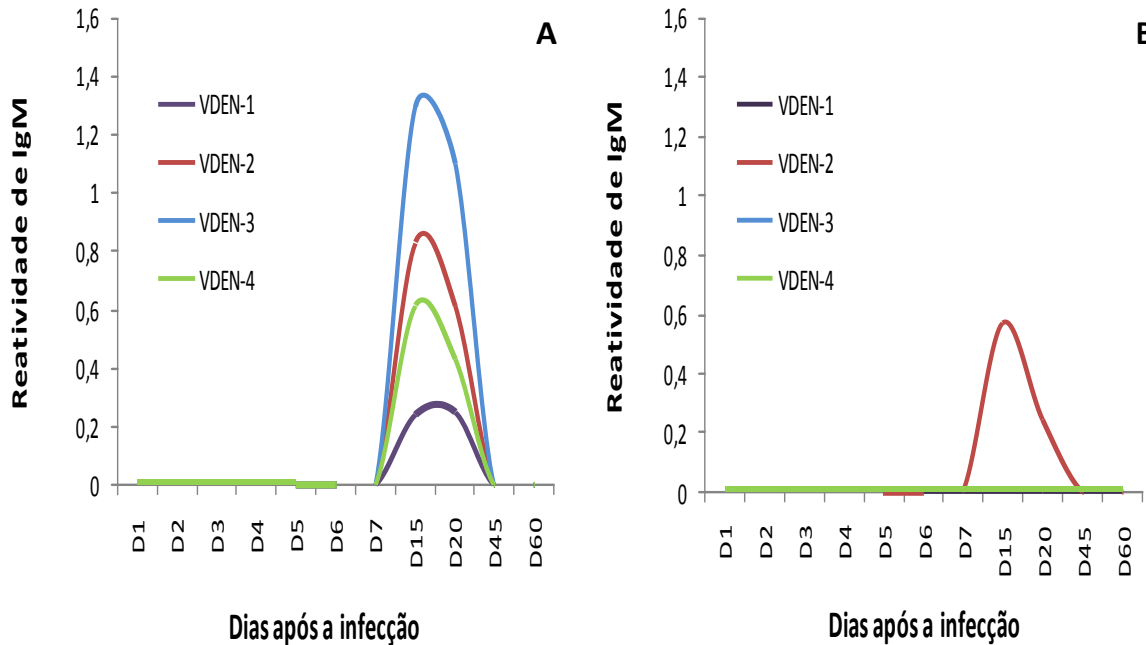 A
Reatividade de IgM
1,6
1,4
1,2
1
0,8
0,6
0,4
0,2
0
VDEN-1
VDEN-2
VDEN-3
VDEN-4
D1
D2
D3
D4
D5
D6
D7
D15
D20
D45
D60
Dias após a infecção
B
Reatividade de IgM
1,6
1,4
1,2
1
0,8
0,6
0,4
0,2
0
VDEN-1
VDEN-2
VDEN-3
VDEN-4
D1
D2
D3
D4
D5
D6
D7
D15
D20
D45
D60
Dias após a infecção